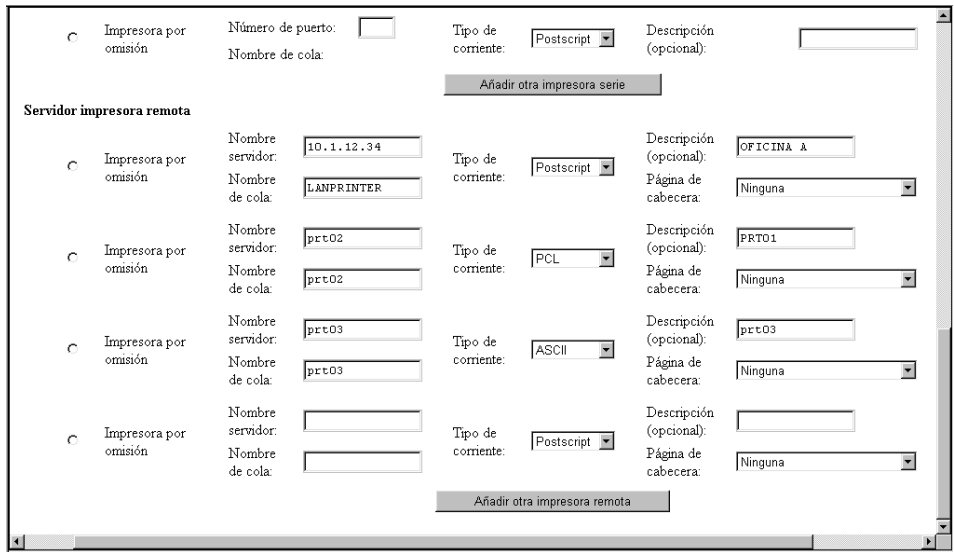 Impresora por omisión Número de puerto: Tipo de corriente: Postscript Descripción (opcional):
Nombre de cola:
Añadir otra impresora serie
Servidor impresora remota
Impresora por omisión Nombre servidor: 10.1.12.34 Tipo de corriente: Postscript Descripción (opcional): OFICINA A
Nombre de cola: LANPRINTER Página de cabecera: Ninguna
Impresora por omisión Nombre servidor: prt02 Tipo de corriente: PCL Descripción (opcional): PRT01
Nombre de cola: prt02 Página de cabecera: Ninguna
Impresora por omisión Nombre servidor: prt03 Tipo de corriente: ASCII Descripción (opcional): prt03
Nombre de cola: prt03 Página de cabecera: Ninguna
Impresora por omisión Nombre servidor: Tipo de corriente: Postscript Descripción (opcional):
Nombre de cola: Página de cabecera: Ninguna
Añadir otra impresora remota